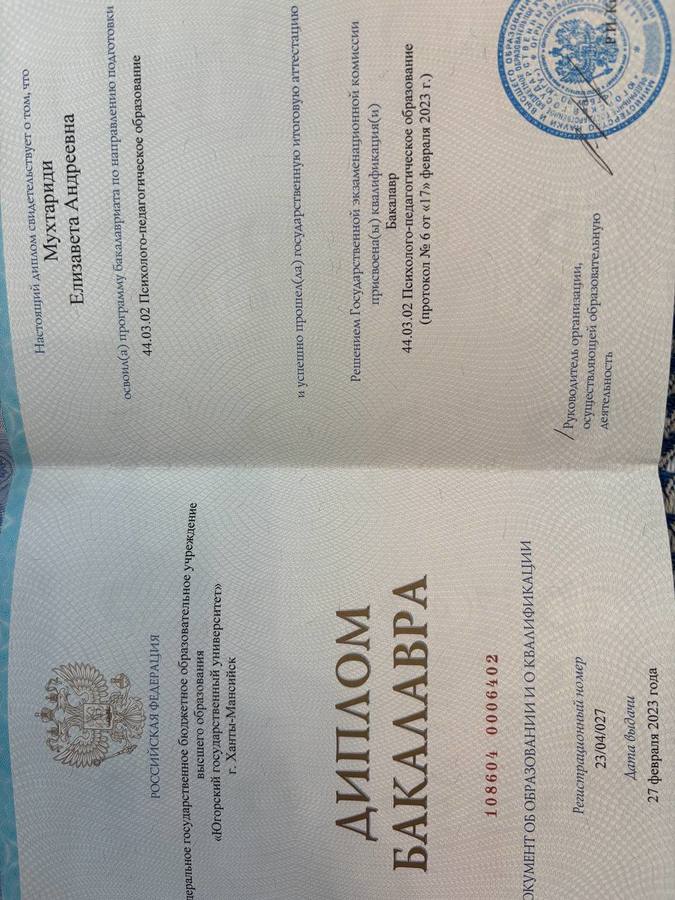 РОССИЙСКАЯ ФЕДЕРАЦИЯ
государственное бюджетное образовательное учреждение
высшего образования
«Югорский государственный университет»
г. Ханты-Мансийск
ДИПЛОМ
БАКАЛАВРА
108604 0006402
ОКУМЕНТ ОБ ОБРАЗОВАНИИ И О КВАЛИФИКАЦИИ
Регистрационный номер
23/04/027
Дата выдачи
27 февраля 2023 года
Настоящий диплом свидетельствует о том, что
Мухтариди
Елизавета Андреевна
освоил(а) программу бакалавриата по направлению подготовки
44.03.02 Психолого-педагогическое образование
и успешно прошел(ла) государственную итоговую аттестацию
Решением Государственной экзаменационной комиссии
присвоена(ы) квалификация(и)
Бакалавр
44.03.02 Психолого-педагогическое образование
(протокол № 6 от «17» февраля 2023 г.)
Руководитель организации,
осуществляющей образовательную
деятельность